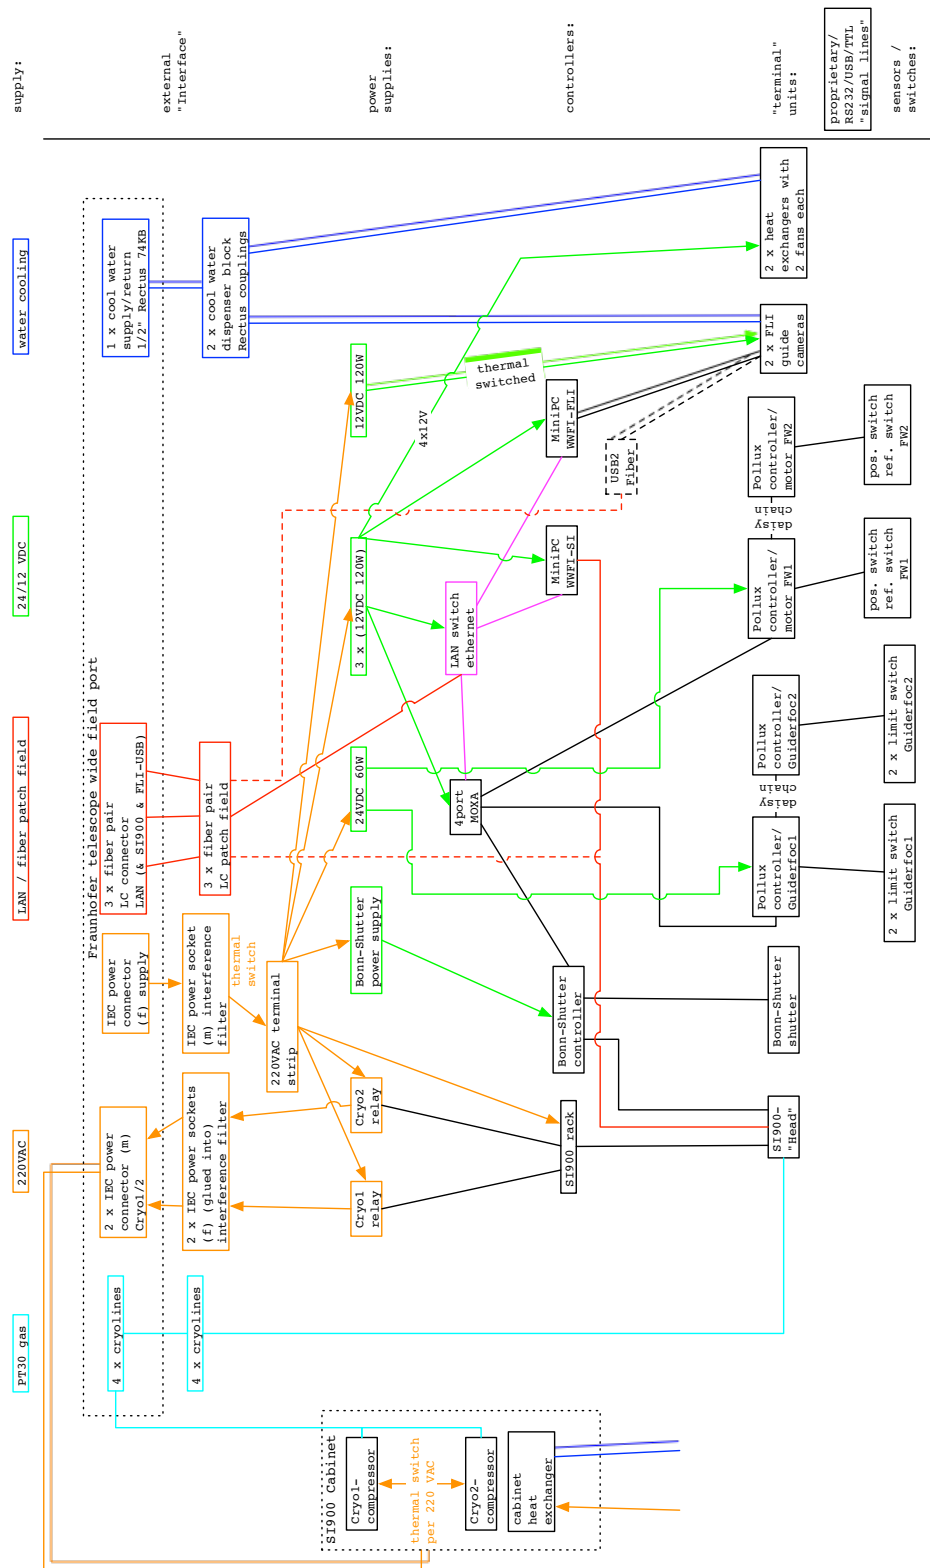 supply:
water cooling
24/12 VDC
LAN / fiber patch field
220VAC
PT30 gas
external
"Interface"
Fraunhofer telescope wide field port
1 x cool water
supply/return
1/2" Rectus 74KB
3 x fiber pair
LC connector
LAN (& SI900 & FLI-USB)
IEC power
connector
(f) supply
2 x IEC power
connector (m)
Cryo1/2
4 x cryolines
2 x cool water
dispenser block
Rectus couplings
3 x fiber pair
LC patch field
IEC power socket
(m) interference
filter
2 x IEC power sockets
(f) (glued into)
interference filter
4 x cryolines
thermal
switch
220VAC terminal
strip
power
supplies:
12VDC 120W
3 x (12VDC 120W)
24VDC 60W
Bonn-Shutter
power supply
Cryo2
relay
Cryo1
relay
4x12V
thermal
switched
controllers:
LAN switch
ethernet
4port
MOXA
MiniPC
WWFI-FLI
MiniPC
WWFI-SI
Bonn-Shutter
controller
SI900 rack
USB2
Fiber
"terminal"
units:
2 x heat
exchangers with
2 fans each
2 x FLI
guide
cameras
Pollux
controller/
motor FW2
daisy
chain
Pollux
controller/
motor FW1
Pollux
controller/
Guiderfoc2
daisy
chain
Pollux
controller/
Guiderfoc1
Bonn-Shutter
shutter
SI900-
"Head"
proprietary/
RS232/USB/TTL
"signal lines"
sensors /
switches:
pos. switch
ref. switch
FW2
pos. switch
ref. switch
FW1
2 x limit switch
Guiderfoc2
2 x limit switch
Guiderfoc1
SI900 Cabinet
Cryo1-
compressor
thermal switch
per 220 VAC
Cryo2-
compressor
cabinet
heat
exchanger